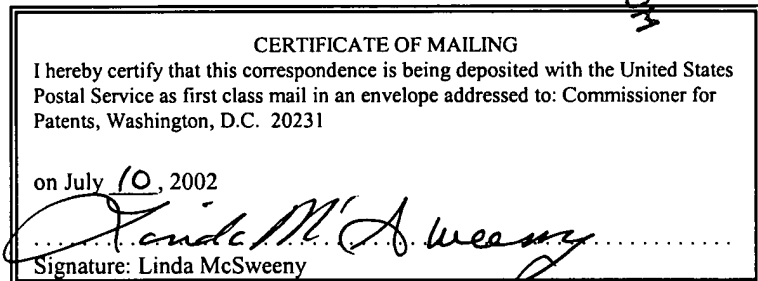 CERTIFICATE OF MAILING
I hereby certify that this correspondence is being deposited with the United States
Postal Service as first class mail in an envelope addressed to: Commissioner for
Patents, Washington, D.C. 20231
on July 10, 2002
Linda McSweeny
Signature: Linda McSweeny